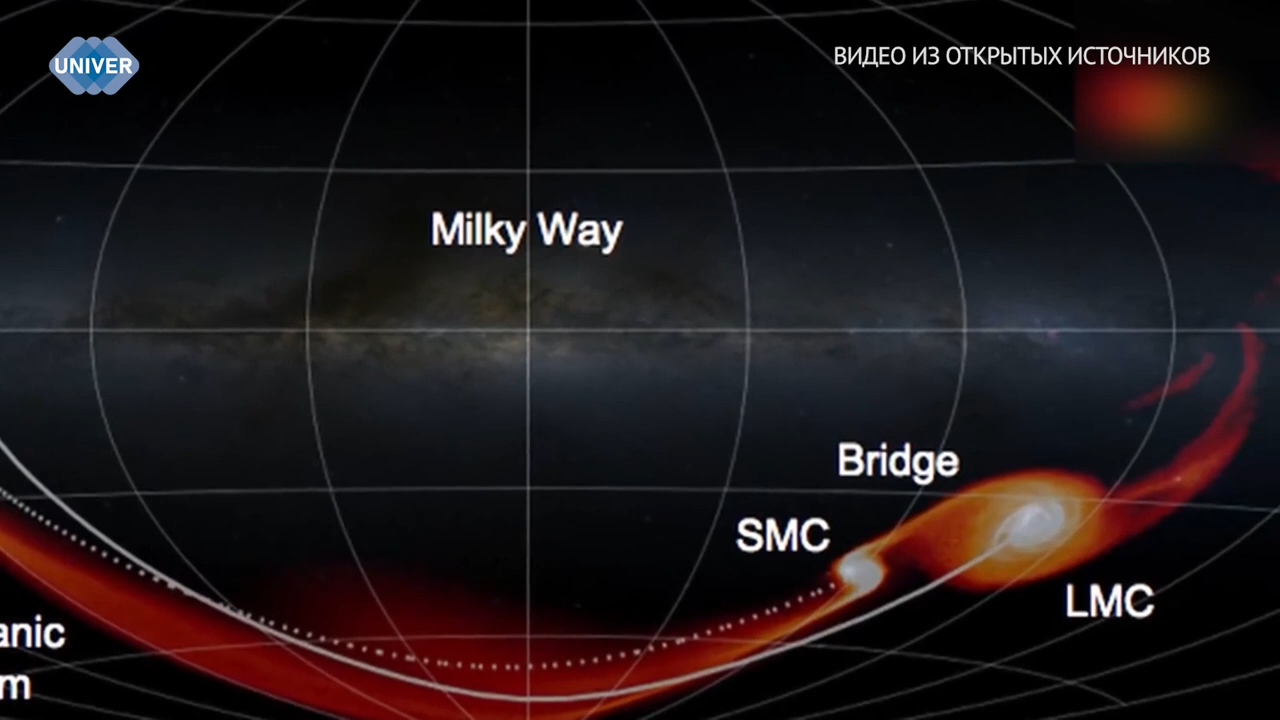 UNIVER
ВИДЕО ИЗ ОТКРЫТЫХ ИСТОЧНИКОВ
Milky Way
Bridge
SMC
LMC
anic
m